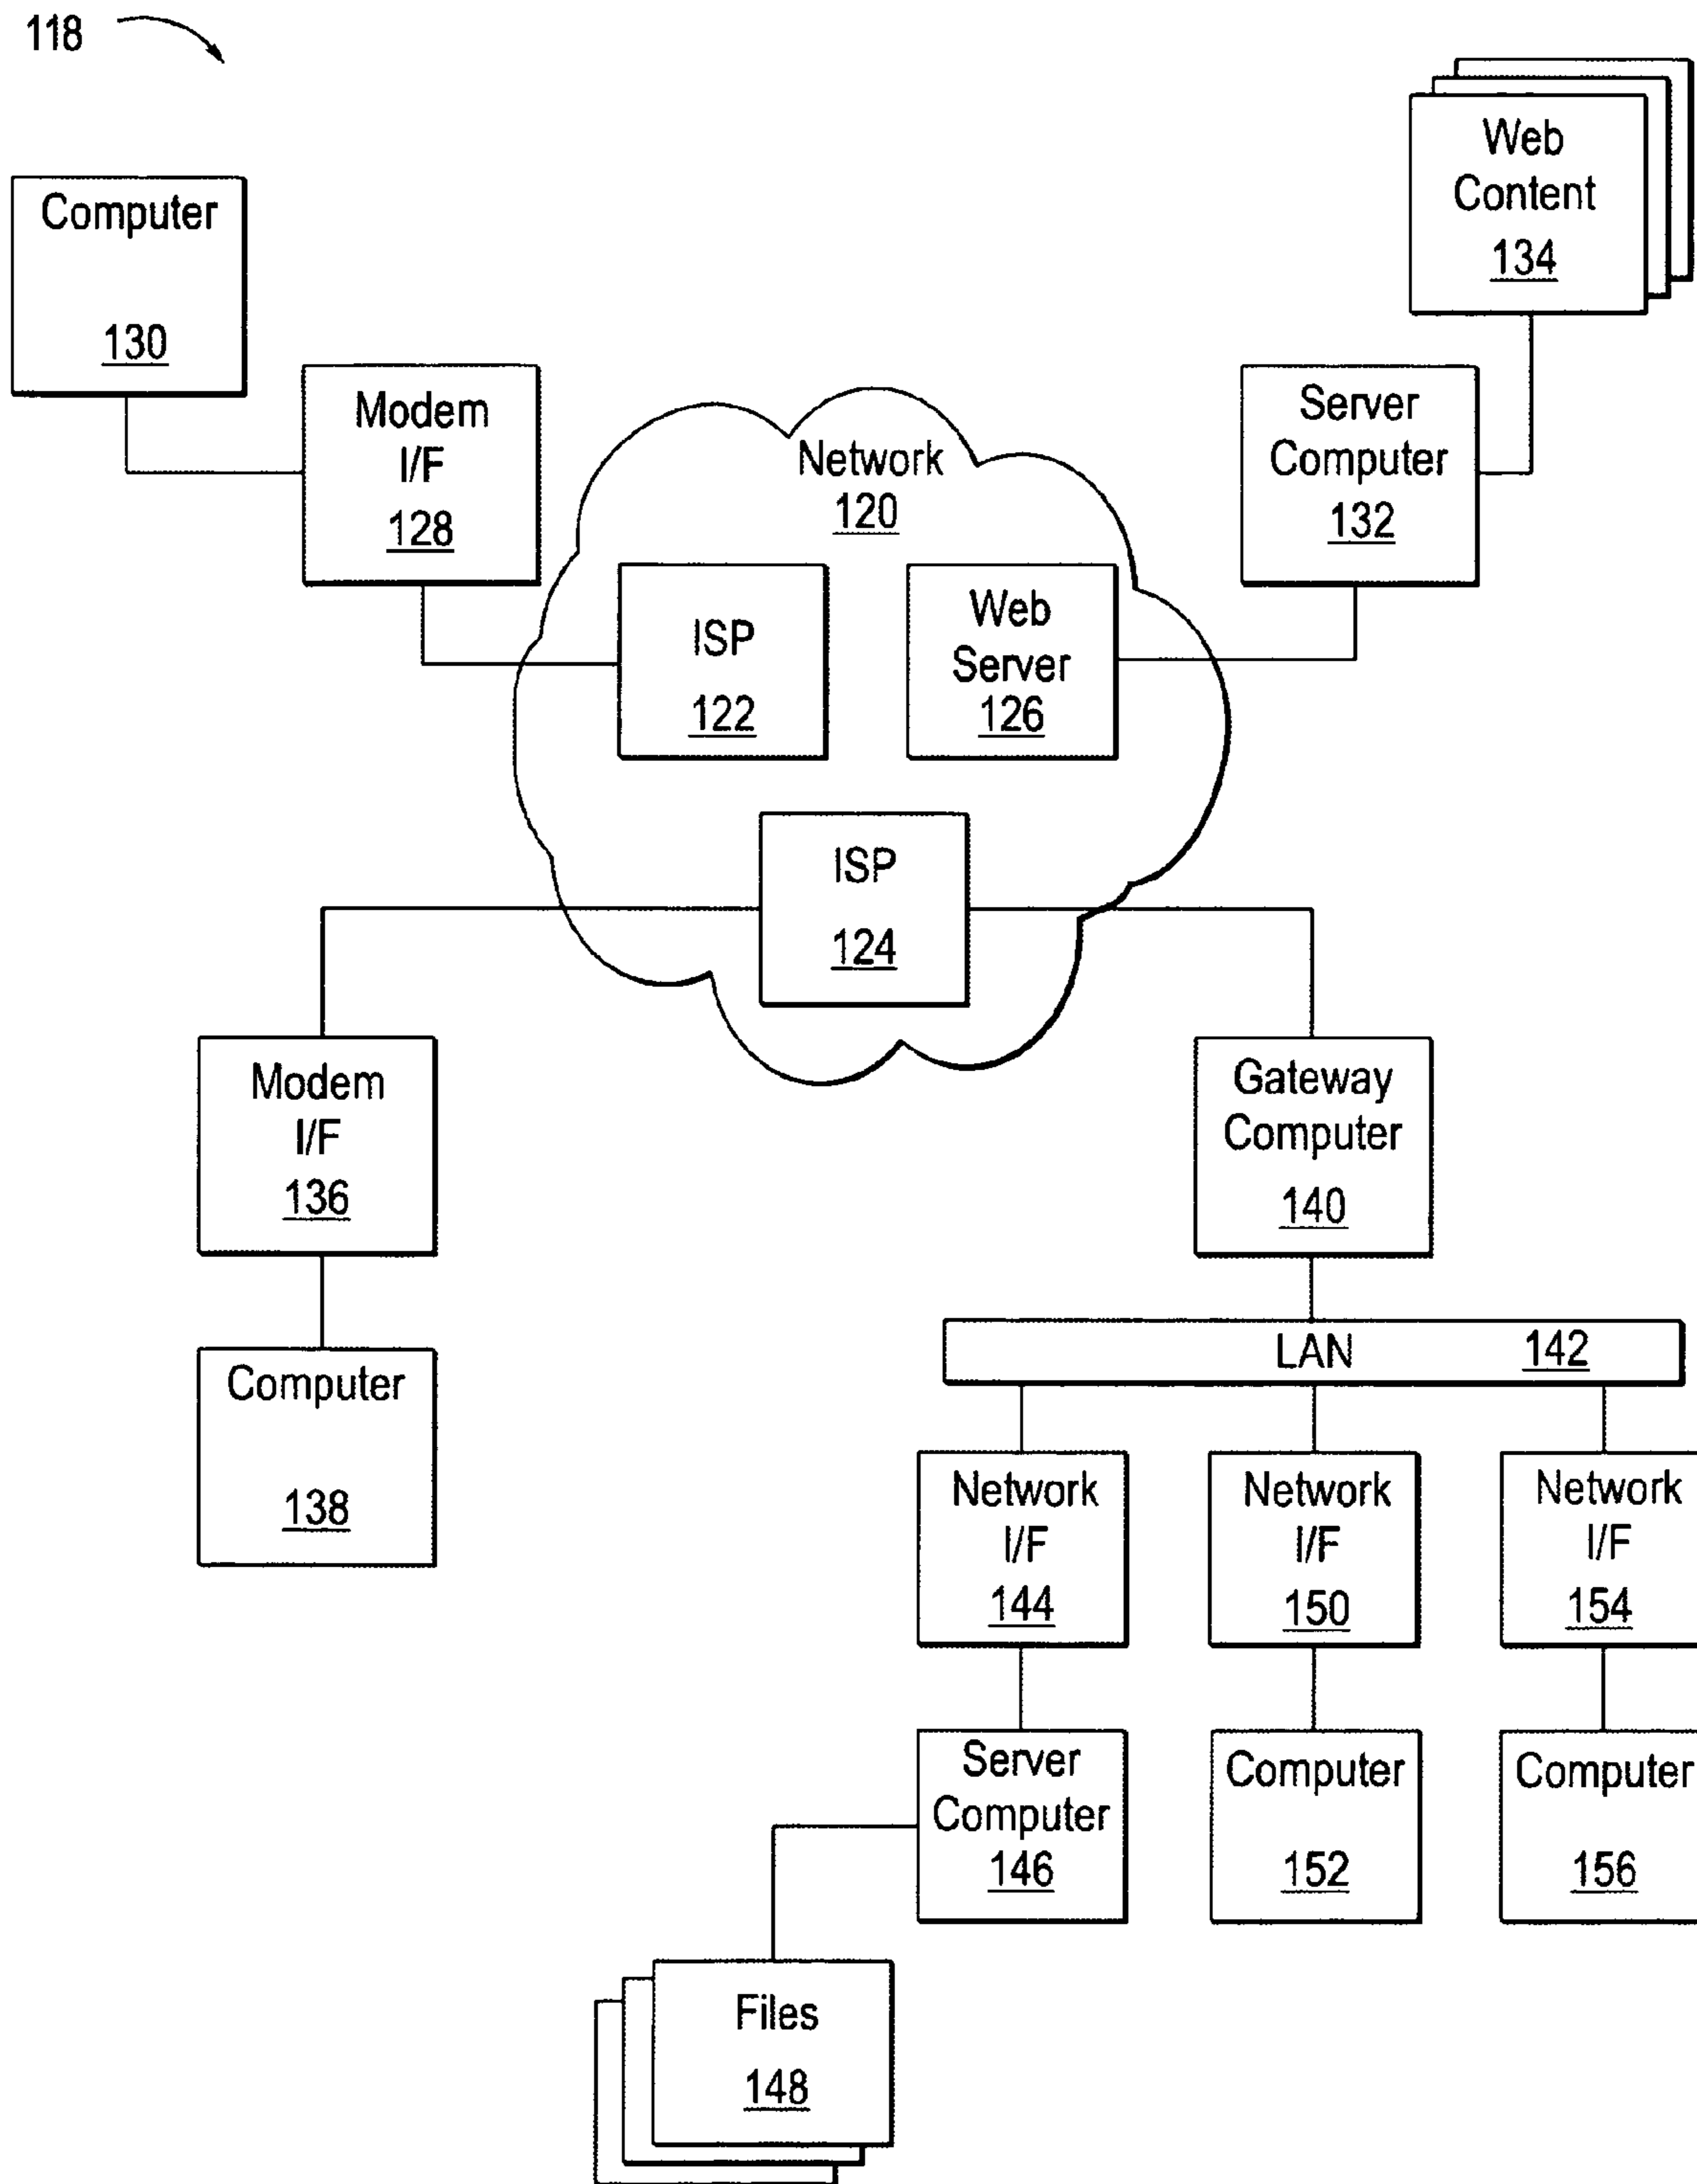 118
Computer
130
Modem
I/F
128
Network
120
Web
Content
134
Server
Computer
132
ISP
122
Web
Server
126
ISP
124
Modem
I/F
136
Computer
138
Gateway
Computer
140
LAN 142
Network
I/F
144
Network
I/F
150
Network
I/F
154
Server
Computer
146
Computer
152
Computer
156
Files
148